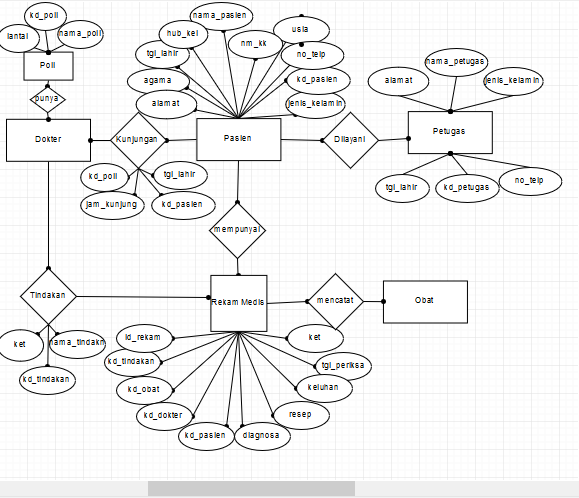 kd_poli
nama_pasien
lantai
nama_poli
hub_kel
usia
nm_kk
nama_petugas
tgl_lahir
no_telp
Poli
agama
kd_pasien
alamat
jenis_kelamin
punya
alamat
jenis_kelamin
Dokter
Kunjungan
Pasien
Dilayani
Petugas
kd_poli
tgl_lahir
tgl_lahir
kd_petugas
no_telp
jam_kunjung
kd_pasien
mempunyai
Tindakan
Rekam Medis
mencatat
Obat
ket
nama_tindakn
id_rekam
ket
kd_tindakan
tgl_periksa
kd_tindakan
kd_obat
keluhan
kd_dokter
resep
kd_pasien
diagnosa